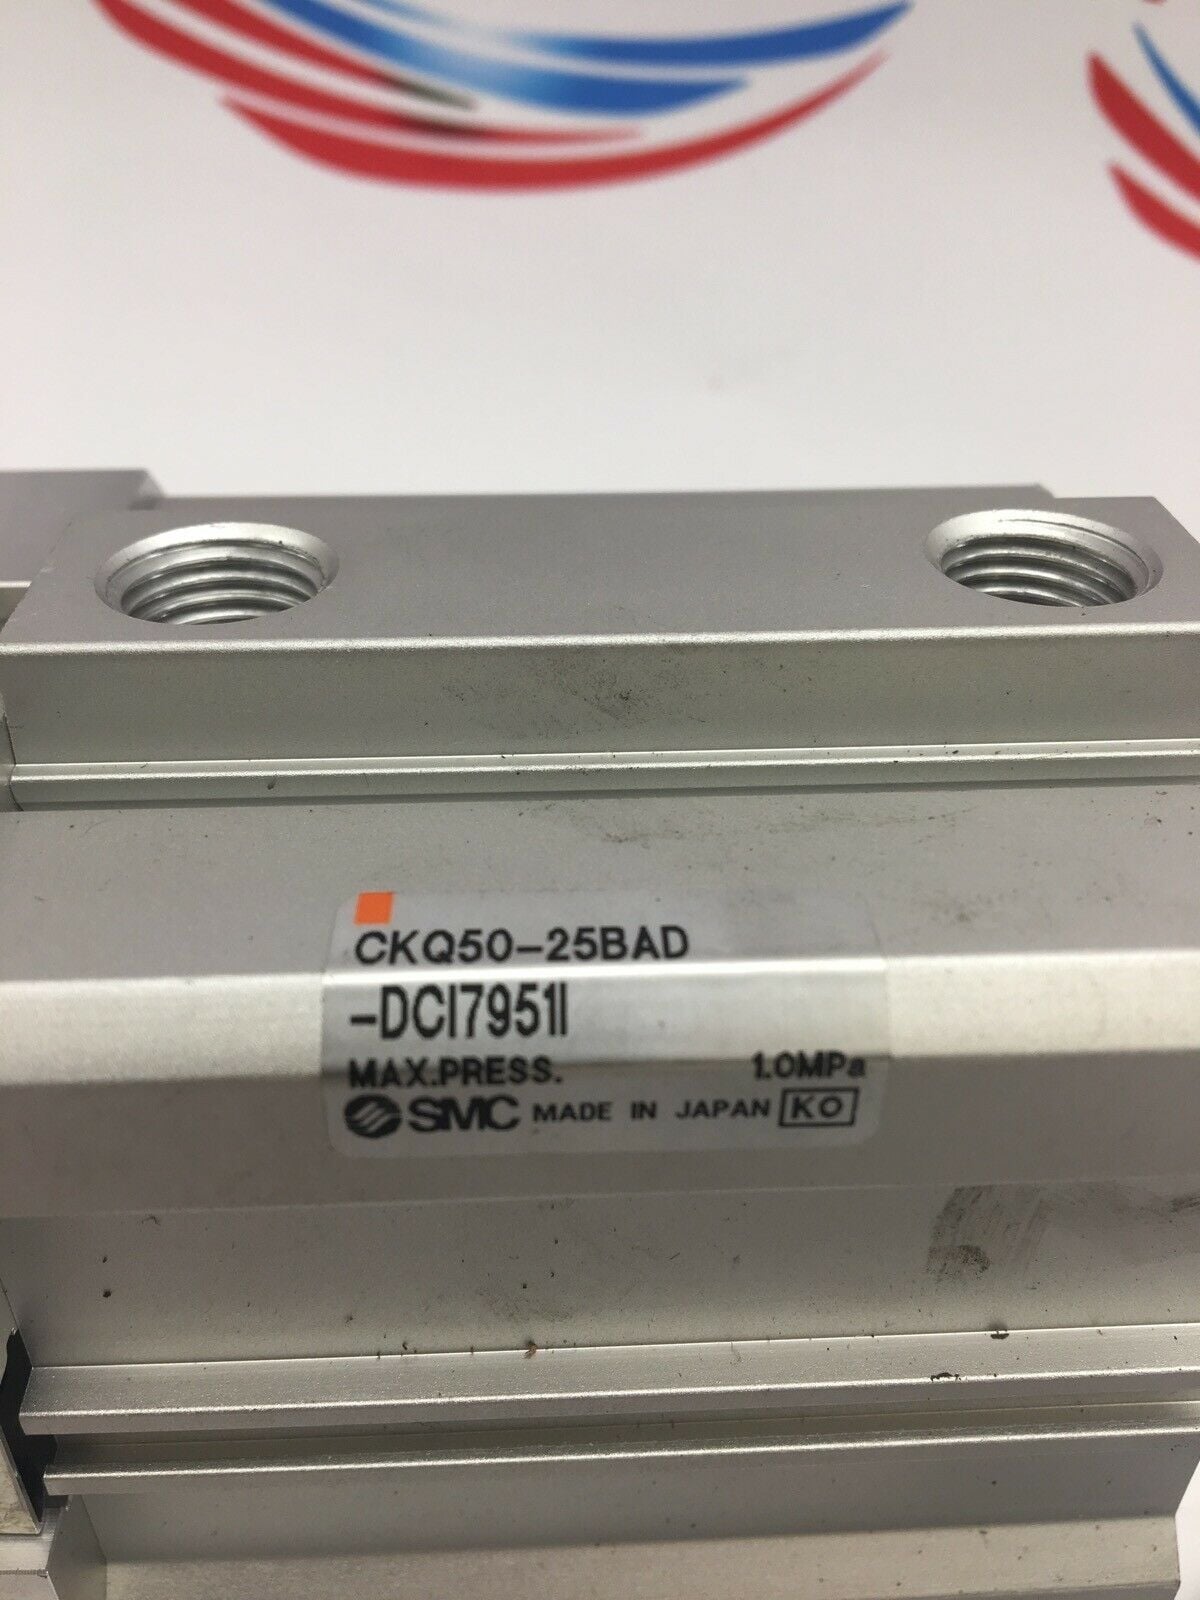 CKQ50-25BAD
-DCI7951I
MAX.PRESS. 1.0MPa
SMC MADE IN JAPAN KO